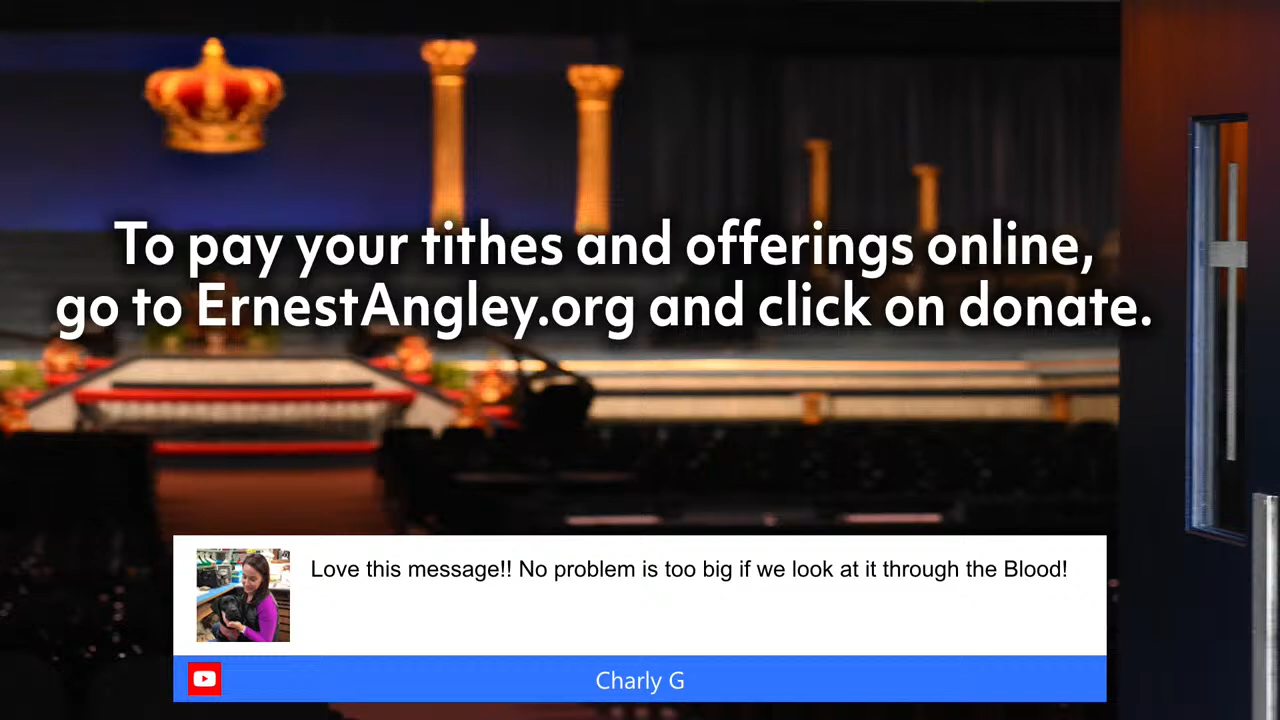 To pay your tithes and offerings online,
go to ErnestAngley.org and click on donate.
Love this message!! No problem is too big if we look at it through the Blood!
Charly G